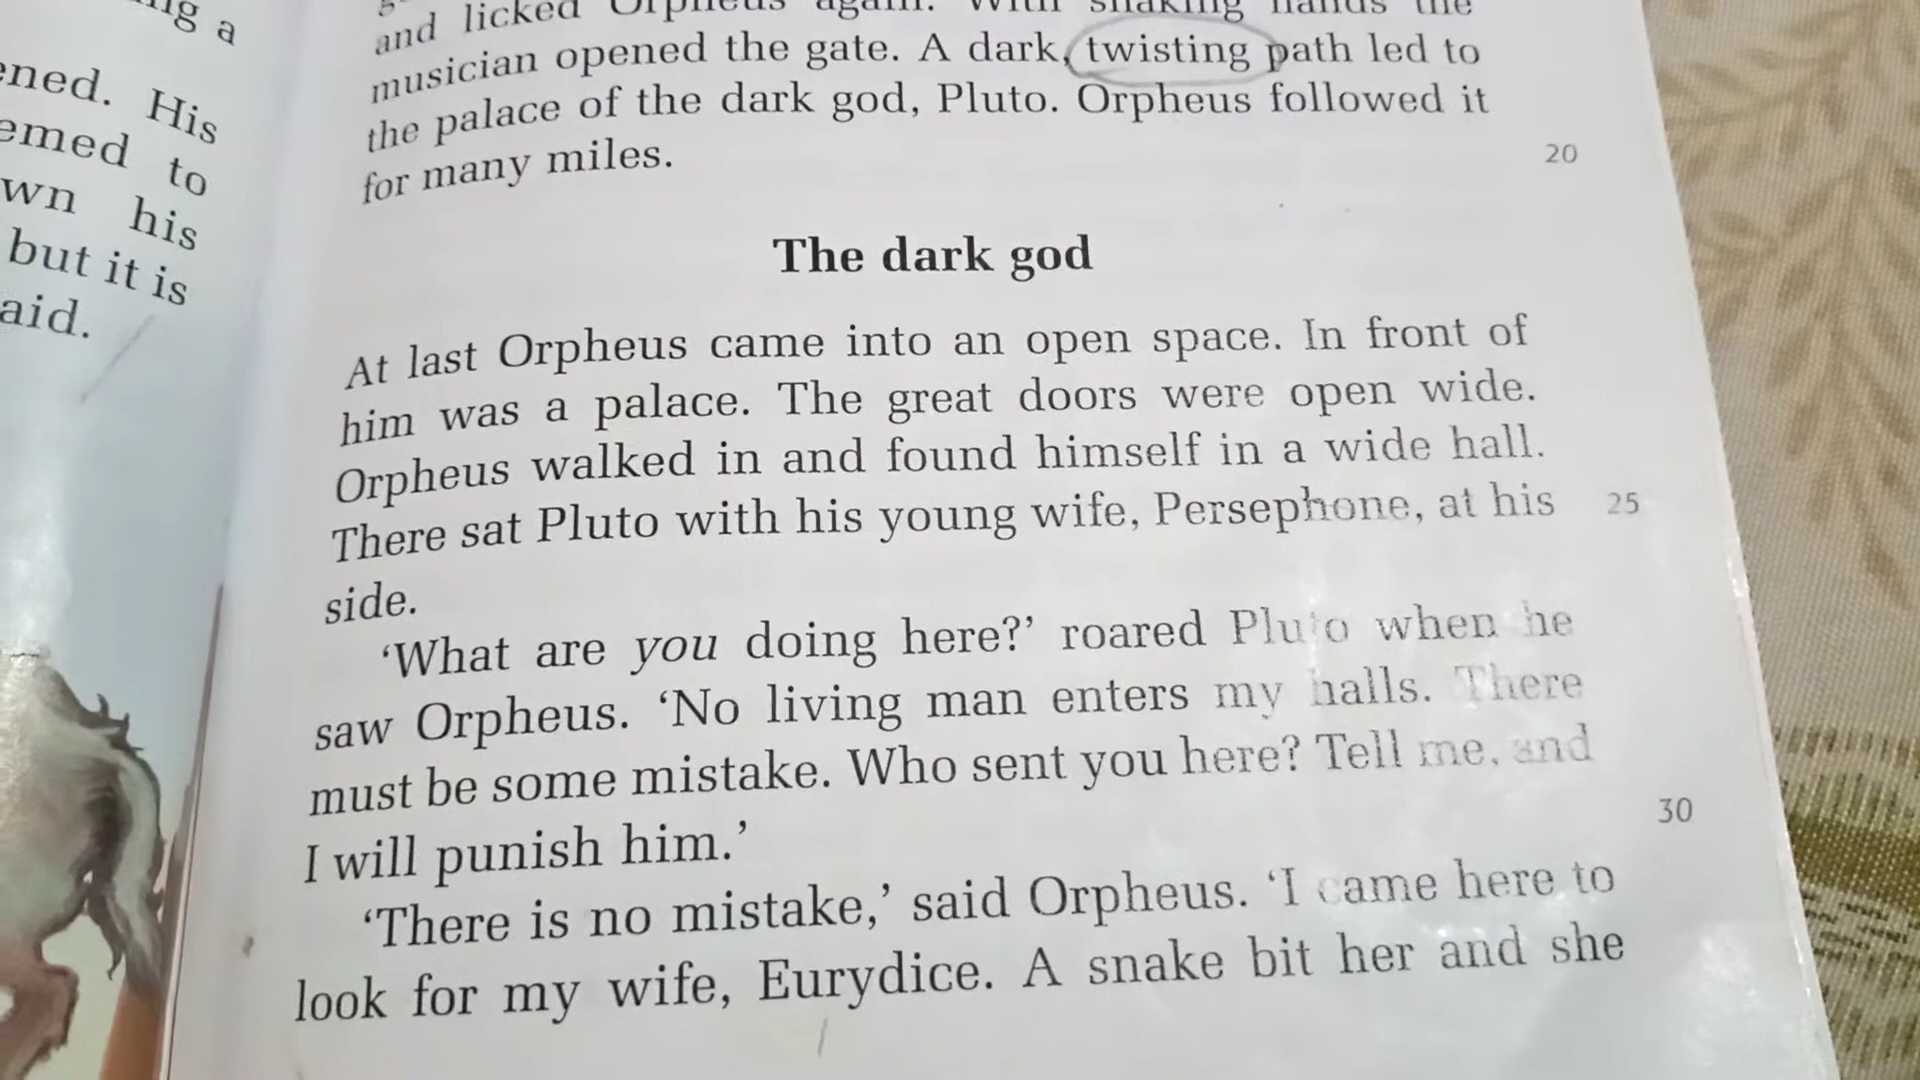 ng a
ened. His
emed to
wn his
but it is
aid.
and licked Orpheus again. With shaking hands the
musician opened the gate. A dark, twisting path led to
the palace of the dark god, Pluto. Orpheus followed it
for many miles.
20
The dark god
At last Orpheus came into an open space. In front of
him was a palace. The great doors were open wide.
Orpheus walked in and found himself in a wide hall.
There sat Pluto with his young wife, Persephone, at his
25
side.
‘What are you doing here?’ roared Pluto when he
saw Orpheus. ‘No living man enters my halls. There
must be some mistake. Who sent you here? Tell me, and
I will punish him.’
30
‘There is no mistake,’ said Orpheus. ‘I came here to
look for my wife, Eurydice. A snake bit her and she